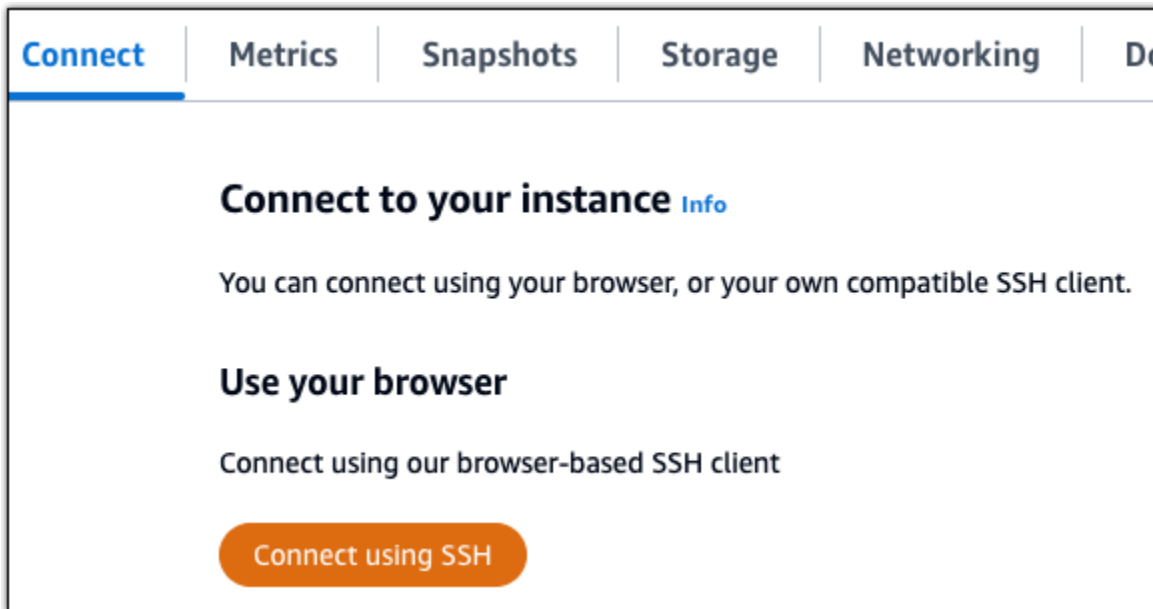 Connect Metrics Snapshots Storage Networking
Connect to your instance Info
You can connect using your browser, or your own compatible SSH client.
Use your browser
Connect using our browser-based SSH client
Connect using SSH